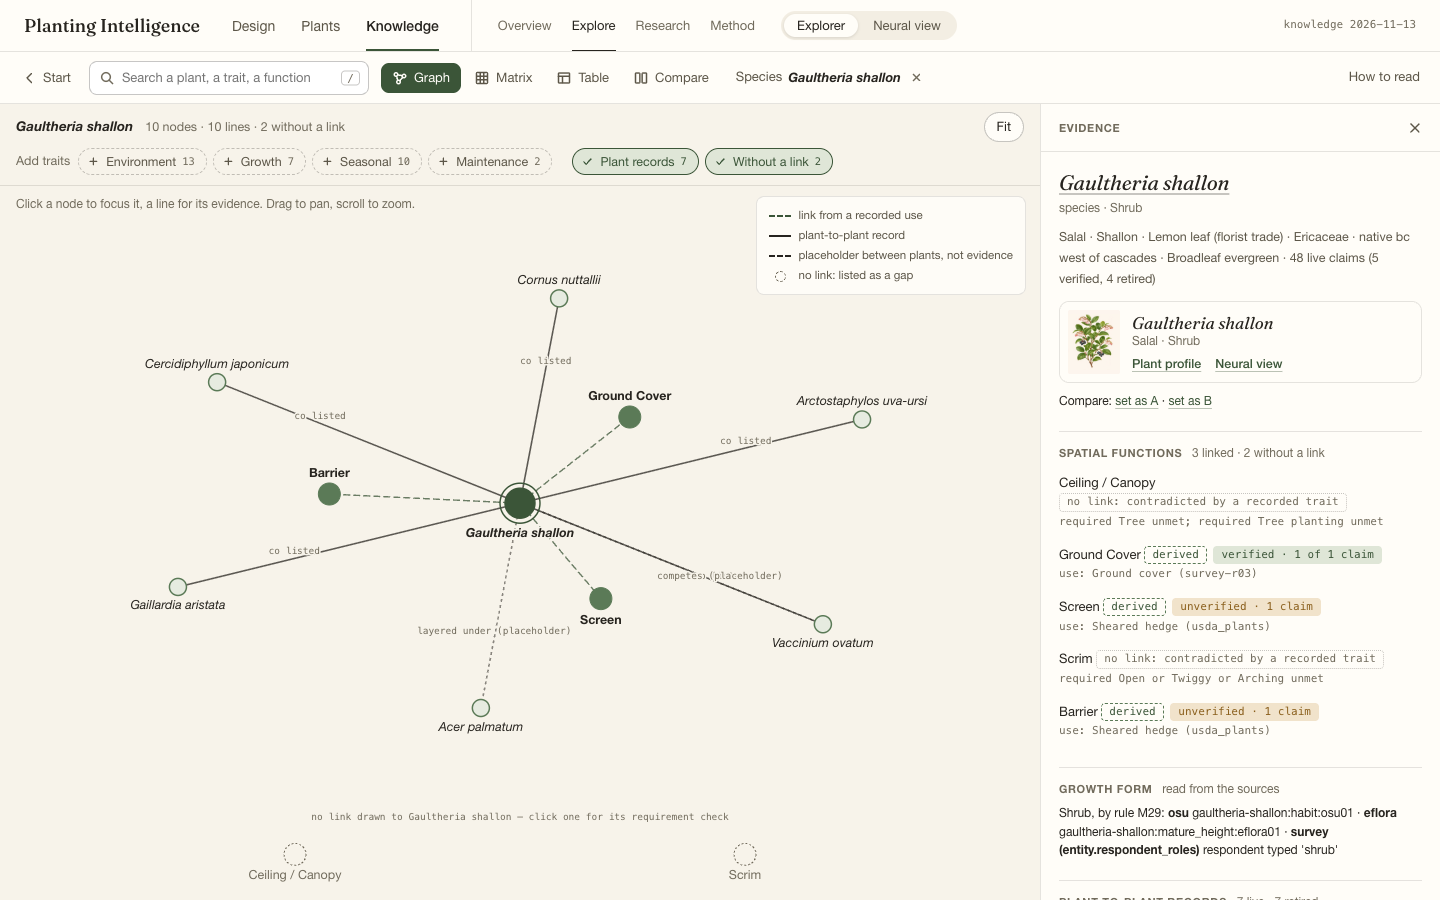 Planting Intelligence
Design
Plants
Knowledge
Overview
Explore
Research
Method
Explorer
Neural view
knowledge 2026-11-13
Start
Search a plant, a trait, a function
/
Graph
Matrix
Table
Compare
Species Gaultheria shallon ×
How to read
Gaultheria shallon 10 nodes · 10 lines · 2 without a link
Fit
Add traits
+ Environment 13
+ Growth 7
+ Seasonal 10
+ Maintenance 2
✓ Plant records 7
✓ Without a link 2
Click a node to focus it, a line for its evidence. Drag to pan, scroll to zoom.
link from a recorded use
plant-to-plant record
placeholder between plants, not evidence
no link: listed as a gap
Cornus nuttallii
co listed
Cercidiphyllum japonicum
co listed
Ground Cover
Arctostaphylos uva-ursi
co listed
Barrier
Gaultheria shallon
co listed
competes (placeholder)
Gaillardia aristata
Screen
layered under (placeholder)
Vaccinium ovatum
Acer palmatum
no link drawn to Gaultheria shallon — click one for its requirement check
Ceiling / Canopy
Scrim
EVIDENCE ×
Gaultheria shallon
species · Shrub
Salal · Shallon · Lemon leaf (florist trade) · Ericaceae · native bc
west of cascades · Broadleaf evergreen · 48 live claims (5
verified, 4 retired)
Gaultheria shallon
Salal · Shrub
Plant profile Neural view
Compare: set as A · set as B
SPATIAL FUNCTIONS 3 linked · 2 without a link
Ceiling / Canopy
no link: contradicted by a recorded trait
required Tree unmet; required Tree planting unmet
Ground Cover derived verified · 1 of 1 claim
use: Ground cover (survey-r03)
Screen derived unverified · 1 claim
use: Sheared hedge (usda_plants)
Scrim no link: contradicted by a recorded trait
required Open or Twiggy or Arching unmet
Barrier derived unverified · 1 claim
use: Sheared hedge (usda_plants)
GROWTH FORM read from the sources
Shrub, by rule M29: osu gaultheria-shallon:habit:osu01 · eflora
gaultheria-shallon:mature_height:eflora01 · survey
(entity.respondent_roles) respondent typed 'shrub'
PLANT-TO-PLANT RECORDS 7 live · 7 retired